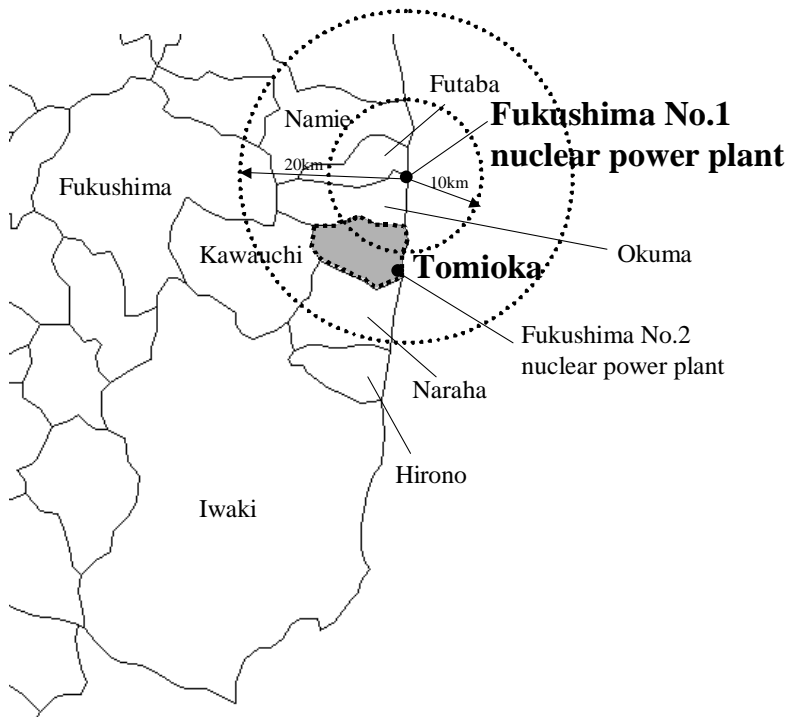 Futaba
Namie
Fukushima No.1
nuclear power plant
20km
10km
Fukushima
Kawauchi
Okuma
Tomioka
Fukushima No.2
nuclear power plant
Naraha
Hirono
Iwaki